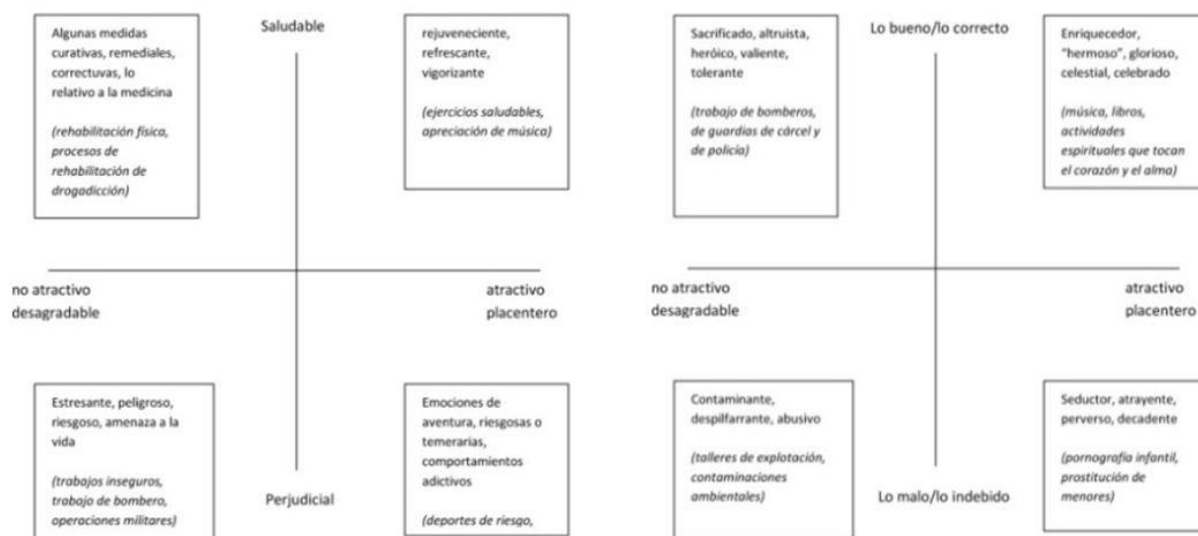 Saludable
Algunas medidas
curativas, remediales,
correctuvas, lo
relativo a la medicina
(rehabilitación física,
procesos de
rehabilitación de
drogadicción)
rejuveneciente,
refrescante,
vigorizante
(ejercicios saludables,
apreciación de música)
no atractivo
desagradable
atractivo
placentero
Estresante, peligroso,
riesgoso, amenaza a la
vida
(trabajos inseguros,
trabajo de bombero,
operaciones militares)
Perjudicial
Emociones de
aventura, riesgosas o
temerarias,
comportamientos
adictivos
(deportes de riesgo,
Lo bueno/lo correcto
Sacrificado, altruista,
heróico, valiente,
tolerante
(trabajo de bomberos,
de guardias de cárcel y
de policía)
Enriquecedor,
"hermoso", glorioso,
celestial, celebrado
(música, libros,
actividades
espirituales que tocan
el corazón y el alma)
no atractivo
desagradable
atractivo
placentero
Contaminante,
despilfarrante, abusivo
(talleres de explotación,
contaminaciones
ambientales)
Lo malo/lo indebido
Seductor, atrayente,
perverso, decadente
(pornografía infantil,
prostitución de
menores)